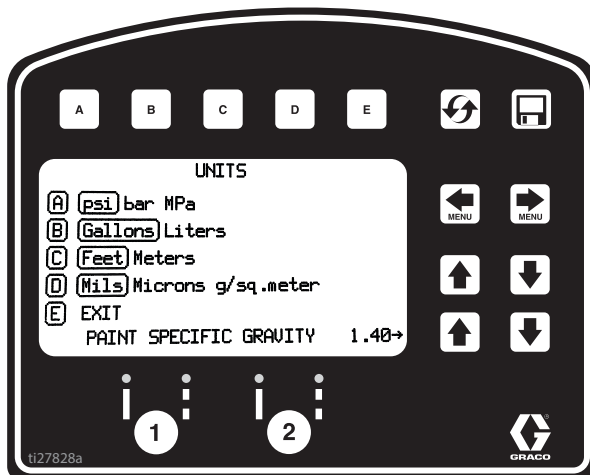 A B C D E
UNITS
A psi bar MPa
B Gallons Liters
C Feet Meters
D Mils Microns g/sq.meter
E EXIT
PAINT SPECIFIC GRAVITY 1.40→
MENU MENU
1 2
ti27828a
GRACO